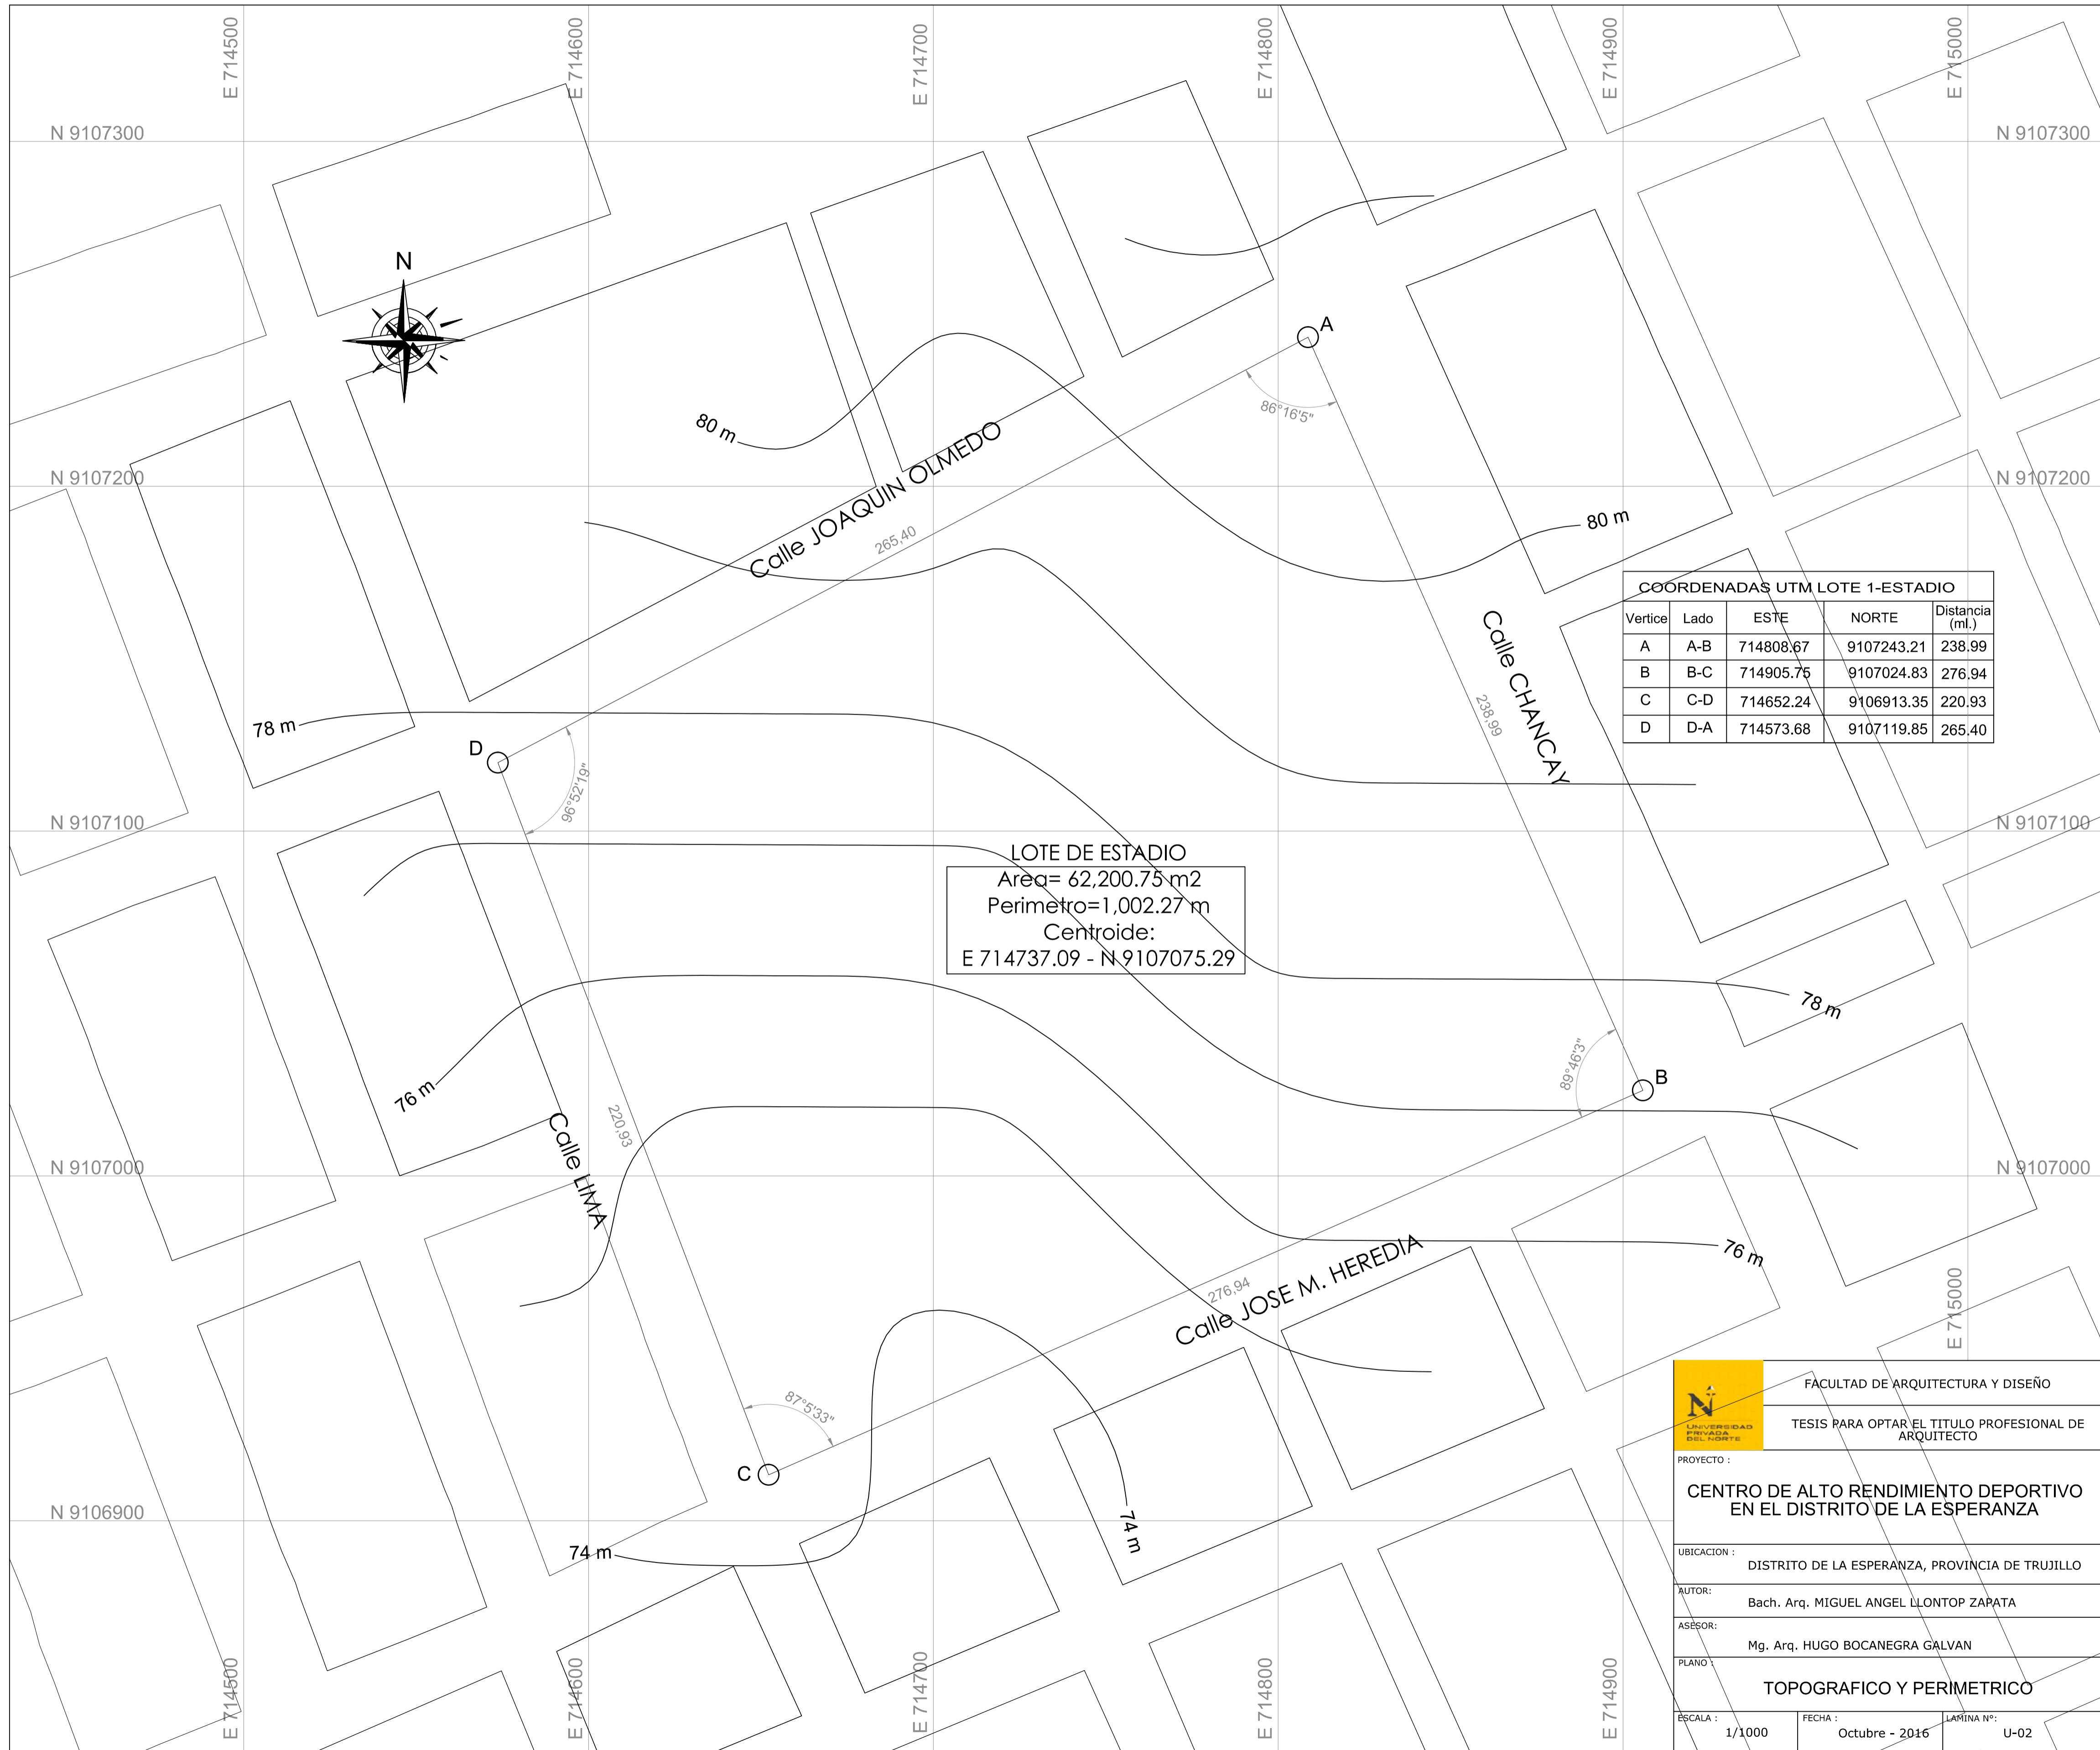 E 714500
E 714600
E 714700
E 714800
E 714900
E 715000
N 9107300
N 9107300
N
A
86°16'5"
80 m
Calle JOAQUIN OLMEDO
265,40
N 9107200
N 9107200
80 m
COORDENADAS UTM LOTE 1-ESTADIO
Vertice Lado ESTE NORTE Distancia (ml.)
A A-B 714808.67 9107243.21 238.99
B B-C 714905.75 9107024.83 276.94
C C-D 714652.24 9106913.35 220.93
D D-A 714573.68 9107119.85 265.40
Calle CHANCAY
238,99
78 m
D
96°52'19"
N 9107100
N 9107100
LOTE DE ESTADIO
Area= 62,200.75 m2
Perimetro=1,002.27 m
Centroide:
E 714737.09 - N 9107075.29
78 m
76 m
89°46'3"
B
220,93
Calle LIMA
N 9107000
N 9107000
76 m
276,94
Calle JOSE M. HEREDIA
E 715000
87°5'33"
C
N 9106900
74 m
74 m
E 714500
E 714600
E 714700
E 714800
E 714900
N
UNIVERSIDAD
PRIVADA
DEL NORTE
FACULTAD DE ARQUITECTURA Y DISEÑO
TESIS PARA OPTAR EL TITULO PROFESIONAL DE
ARQUITECTO
PROYECTO :
CENTRO DE ALTO RENDIMIENTO DEPORTIVO
EN EL DISTRITO DE LA ESPERANZA
UBICACION :
DISTRITO DE LA ESPERANZA, PROVINCIA DE TRUJILLO
AUTOR:
Bach. Arq. MIGUEL ANGEL LLONTOP ZAPATA
ASESOR:
Mg. Arq. HUGO BOCANEGRA GALVAN
PLANO :
TOPOGRAFICO Y PERIMETRICO
ESCALA :
1/1000
FECHA :
Octubre - 2016
LAMINA Nº:
U-02